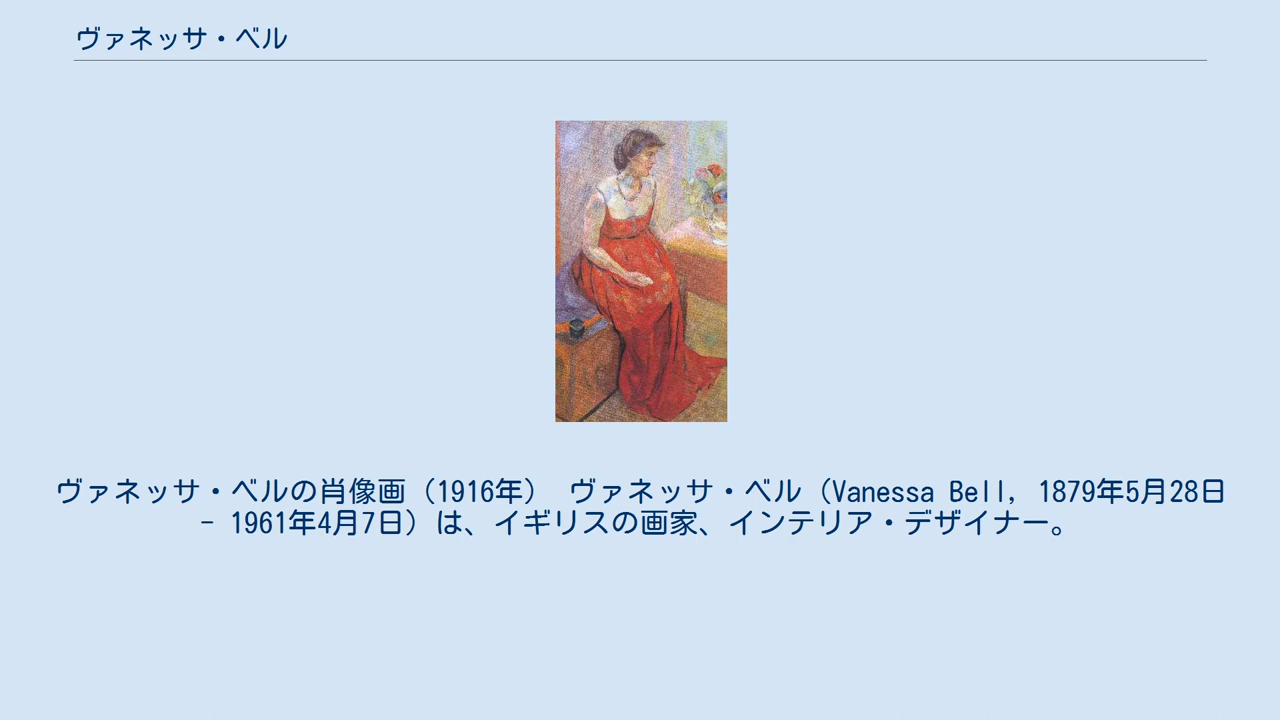 ヴァネッサ・ベル
ヴァネッサ・ベルの肖像画（1916年）　ヴァネッサ・ベル（Vanessa Bell, 1879年5月28日
- 1961年4月7日）は、イギリスの画家、インテリア・デザイナー。